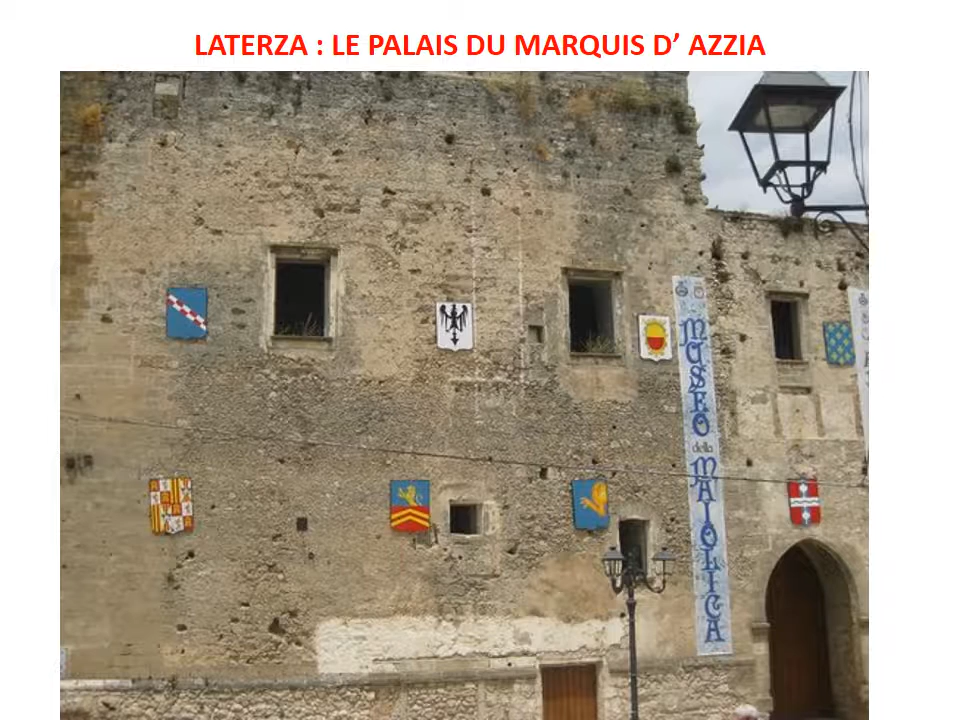 LATERZA : LE PALAIS DU MARQUIS D’ AZZIA
MUSEO
della
MAIOLICA